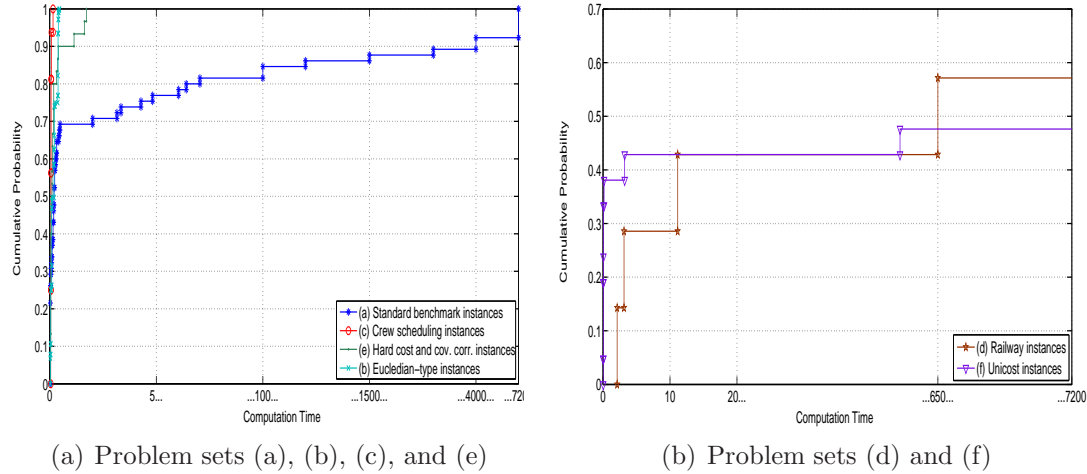 Cumulative Probability
1
0.9
0.8
0.7
0.6
0.5
0.4
0.3
0.2
0.1
0
0
5...
...100...
...1500...
...4000...
...720
Computation Time
(a) Standard benchmark instances
(c) Crew scheduling instances
(e) Hard cost and cov. corr. instances
(b) Eucledian-type instances
(a) Problem sets (a), (b), (c), and (e)
Cumulative Probability
0.7
0.6
0.5
0.4
0.3
0.2
0.1
0
0
10
20...
...650...
...7200
Computation Time
(d) Railway instances
(f) Unicost instances
(b) Problem sets (d) and (f)